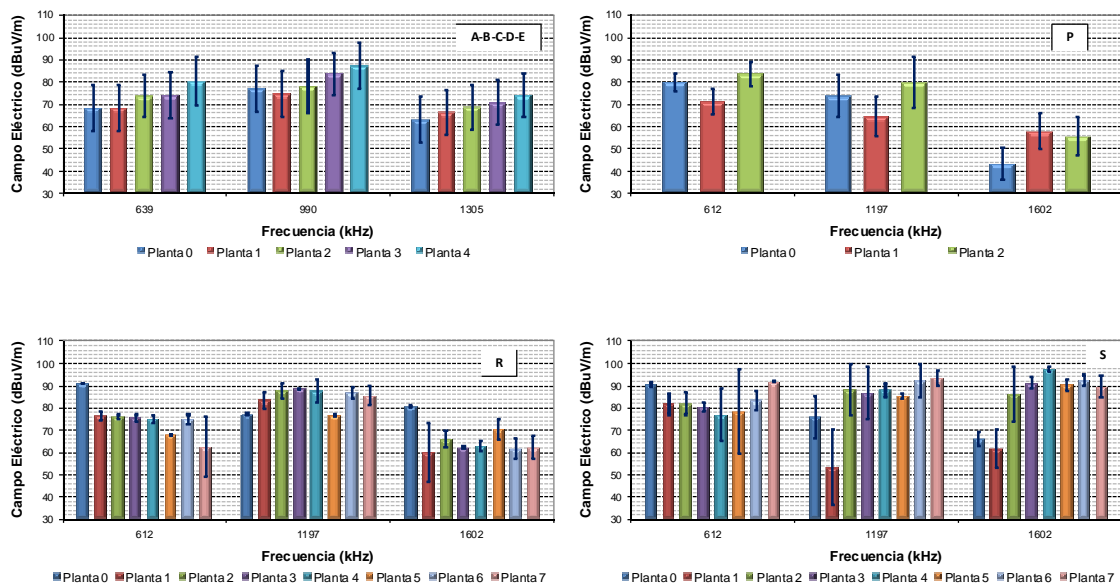 A-B-C-D-E
Campo Eléctrico (dBuV/m)
110
100
90
80
70
60
50
40
30
639 990 1305
Frecuencia (kHz)
Planta 0 Planta 1 Planta 2 Planta 3 Planta 4
P
Campo Eléctrico (dBuV/m)
110
100
90
80
70
60
50
40
30
612 1197 1602
Frecuencia (kHz)
Planta 0 Planta 1 Planta 2
R
Campo Eléctrico (dBuV/m)
110
100
90
80
70
60
50
40
30
612 1197 1602
Frecuencia (kHz)
Planta 0 Planta 1 Planta 2 Planta 3 Planta 4 Planta 5 Planta 6 Planta 7
S
Campo Eléctrico (dBuV/m)
110
100
90
80
70
60
50
40
30
612 1197 1602
Frecuencia (kHz)
Planta 0 Planta 1 Planta 2 Planta 3 Planta 4 Planta 5 Planta 6 Planta 7